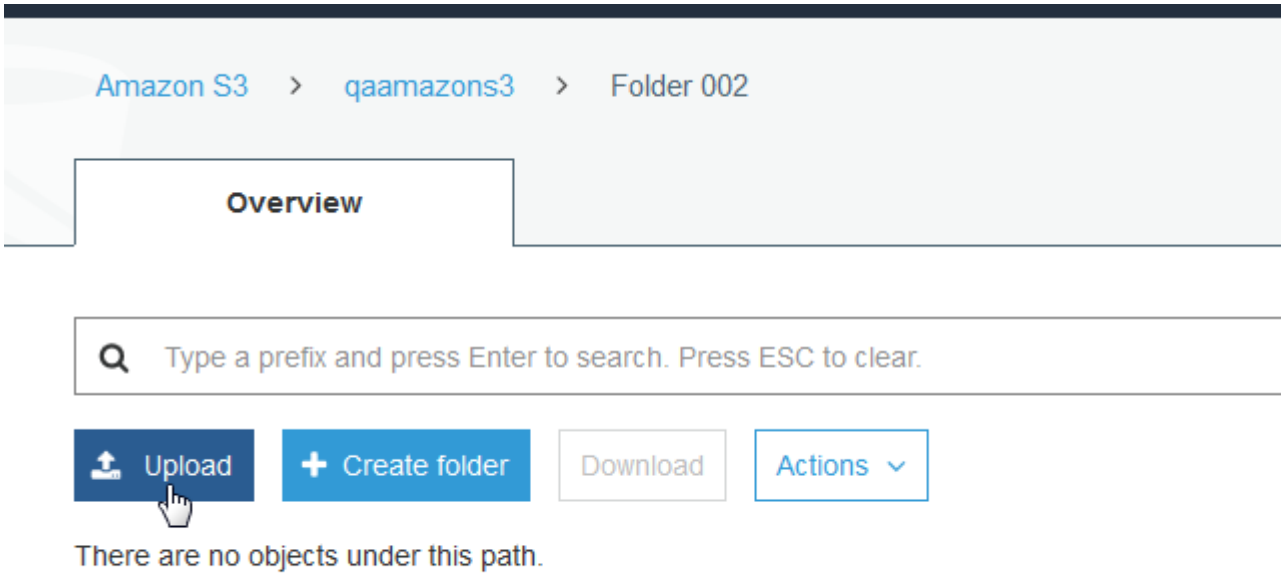 Amazon S3 > qaamazons3 > Folder 002
Overview
Type a prefix and press Enter to search. Press ESC to clear.
Upload Create folder Download Actions
There are no objects under this path.